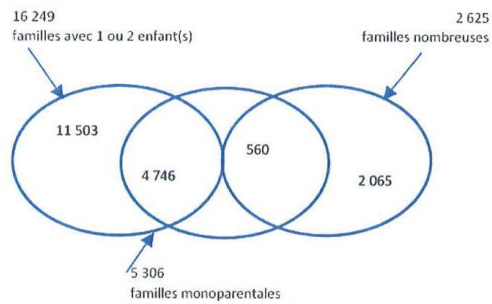 16 249
familles avec 1 ou 2 enfant(s)
2 625
familles nombreuses
11 503
4 746
560
2 065
5 306
familles monoparentales